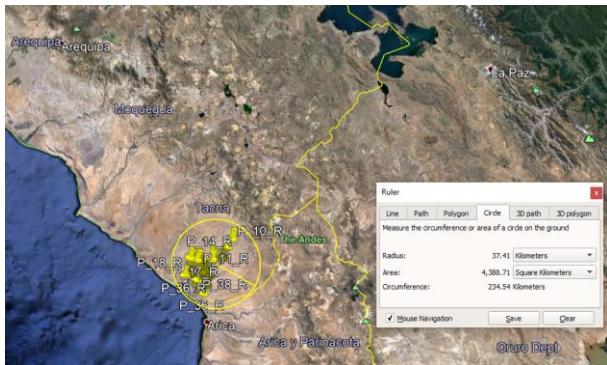 Arequipa
Arequipa
La Paz
Moquegua
Tacna
P_10_R
The Andes
P_14_R
P_18_R
P_11_R
17_R
P_36_R
P_38_R
P_35_R
Arica
Arica y Parinacota
Oruro Dept
Ruler
x
Line Path Polygon Circle 3D path 3D polygon
Measure the circumference or area of a circle on the ground
Radius: 37.41 Kilometers
Area: 4,388.71 Square Kilometers
Circumference: 234.54 Kilometers
Mouse Navigation Save Clear